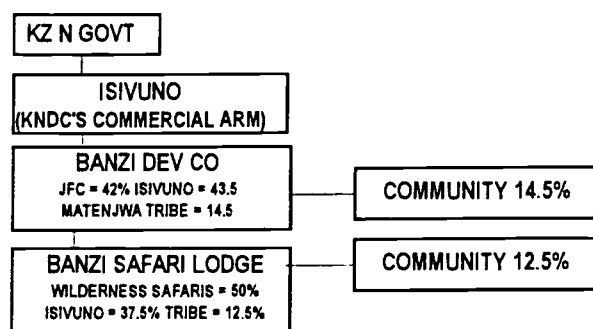 KZ N GOVT
ISIVUNO
(KNDC'S COMMERCIAL ARM)
BANZI DEV CO
JFC = 42% ISIVUNO = 43.5
MATENJWA TRIBE = 14.5
COMMUNITY 14.5%
BANZI SAFARI LODGE
WILDERNESS SAFARIS = 50%
ISIVUNO = 37.5% TRIBE = 12.5%
COMMUNITY 12.5%